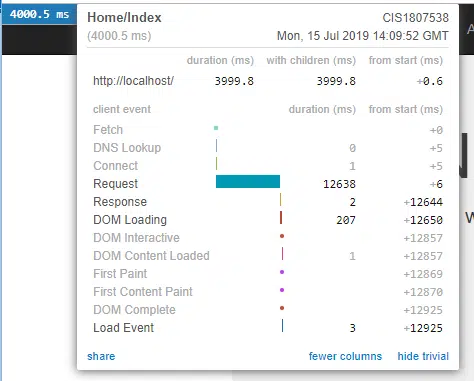 4000.5 ms
Home/Index CIS1807538
(4000.5 ms) Mon, 15 Jul 2019 14:09:52 GMT
duration (ms) with children (ms) from start (ms)
http://localhost/ 3999.8 3999.8 +0.6
client event duration (ms) from start (ms)
Fetch +0
DNS Lookup 0 +5
Connect 1 +5
Request 12638 +6
Response 2 +12644
DOM Loading 207 +12650
DOM Interactive +12857
DOM Content Loaded 1 +12857
First Paint +12869
First Content Paint +12870
DOM Complete +12925
Load Event 3 +12925
share fewer columns hide trivial